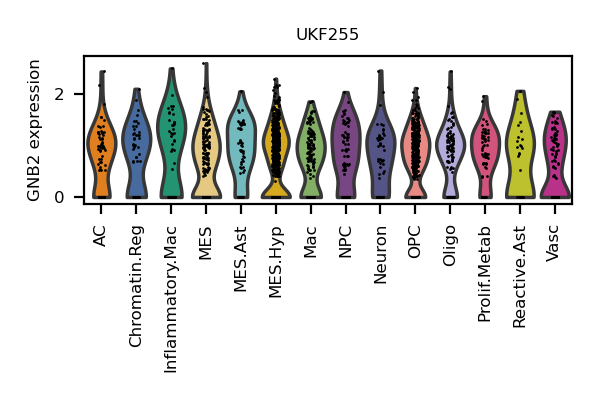 UKF255
GNB2 expression
2
0
AC
Chromatin.Reg
Inflammatory.Mac
MES
MES.Ast
MES.Hyp
Mac
NPC
Neuron
OPC
Oligo
Prolif.Metab
Reactive.Ast
Vasc